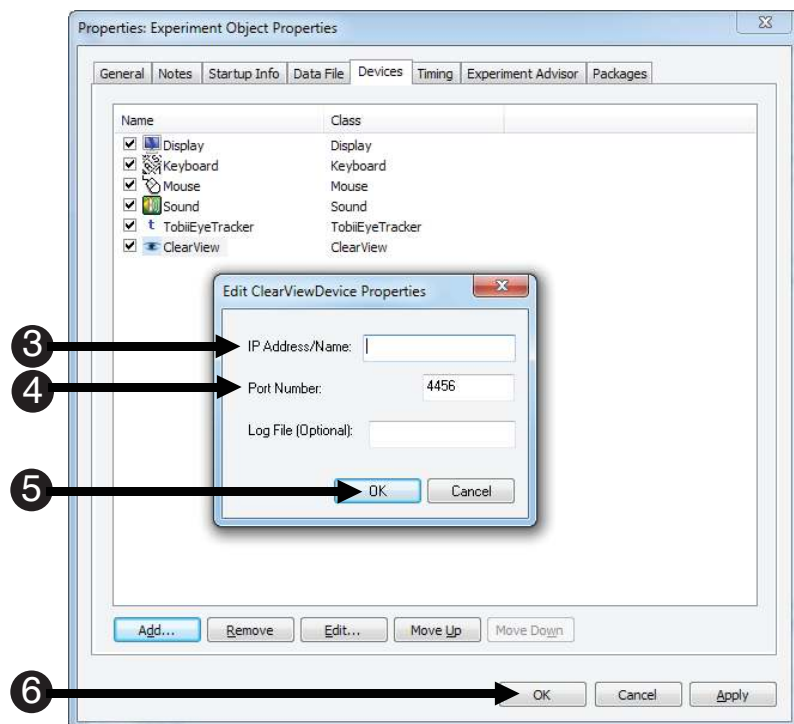 Properties: Experiment Object Properties
General Notes Startup Info Data File Devices Timing Experiment Advisor Packages
Name Class
Display Display
Keyboard Keyboard
Mouse Mouse
Sound Sound
t TobiiEyeTracker TobiiEyeTracker
ClearView ClearView
Edit ClearViewDevice Properties
3 IP Address/Name:
4 Port Number: 4456
Log File (Optional):
5 OK Cancel
Add... Remove Edit... Move Up Move Down
6 OK Cancel Apply